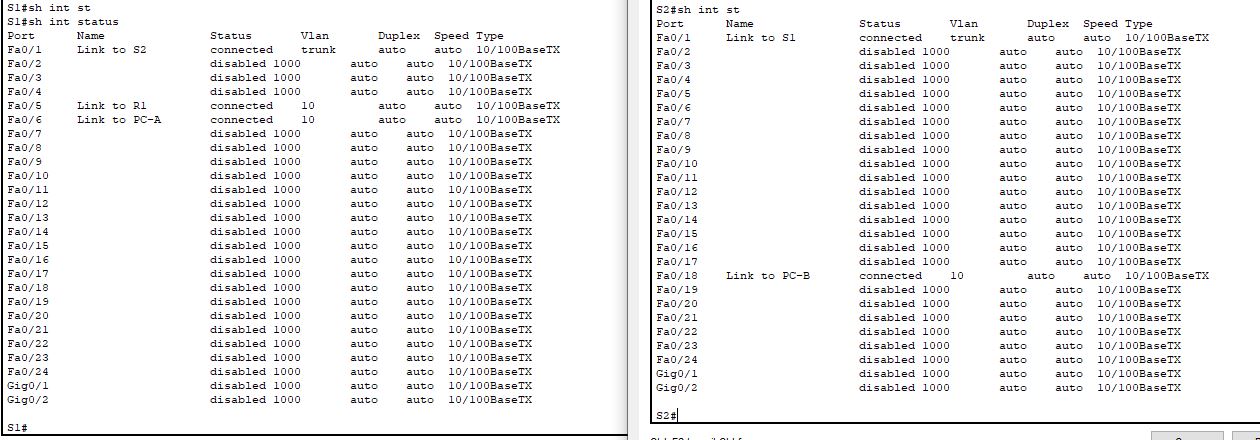 S1#sh int st
S1#sh int status
Port Name Status Vlan Duplex Speed Type
Fa0/1 Link to S2 connected trunk auto auto 10/100BaseTX
Fa0/2 disabled 1000 auto auto 10/100BaseTX
Fa0/3 disabled 1000 auto auto 10/100BaseTX
Fa0/4 disabled 1000 auto auto 10/100BaseTX
Fa0/5 Link to R1 connected 10 auto auto 10/100BaseTX
Fa0/6 Link to PC-A connected 10 auto auto 10/100BaseTX
Fa0/7 disabled 1000 auto auto 10/100BaseTX
Fa0/8 disabled 1000 auto auto 10/100BaseTX
Fa0/9 disabled 1000 auto auto 10/100BaseTX
Fa0/10 disabled 1000 auto auto 10/100BaseTX
Fa0/11 disabled 1000 auto auto 10/100BaseTX
Fa0/12 disabled 1000 auto auto 10/100BaseTX
Fa0/13 disabled 1000 auto auto 10/100BaseTX
Fa0/14 disabled 1000 auto auto 10/100BaseTX
Fa0/15 disabled 1000 auto auto 10/100BaseTX
Fa0/16 disabled 1000 auto auto 10/100BaseTX
Fa0/17 disabled 1000 auto auto 10/100BaseTX
Fa0/18 disabled 1000 auto auto 10/100BaseTX
Fa0/19 disabled 1000 auto auto 10/100BaseTX
Fa0/20 disabled 1000 auto auto 10/100BaseTX
Fa0/21 disabled 1000 auto auto 10/100BaseTX
Fa0/22 disabled 1000 auto auto 10/100BaseTX
Fa0/23 disabled 1000 auto auto 10/100BaseTX
Fa0/24 disabled 1000 auto auto 10/100BaseTX
Gig0/1 disabled 1000 auto auto 10/100BaseTX
Gig0/2 disabled 1000 auto auto 10/100BaseTX
S1#
S2#sh int st
Port Name Status Vlan Duplex Speed Type
Fa0/1 Link to S1 connected trunk auto auto 10/100BaseTX
Fa0/2 disabled 1000 auto auto 10/100BaseTX
Fa0/3 disabled 1000 auto auto 10/100BaseTX
Fa0/4 disabled 1000 auto auto 10/100BaseTX
Fa0/5 disabled 1000 auto auto 10/100BaseTX
Fa0/6 disabled 1000 auto auto 10/100BaseTX
Fa0/7 disabled 1000 auto auto 10/100BaseTX
Fa0/8 disabled 1000 auto auto 10/100BaseTX
Fa0/9 disabled 1000 auto auto 10/100BaseTX
Fa0/10 disabled 1000 auto auto 10/100BaseTX
Fa0/11 disabled 1000 auto auto 10/100BaseTX
Fa0/12 disabled 1000 auto auto 10/100BaseTX
Fa0/13 disabled 1000 auto auto 10/100BaseTX
Fa0/14 disabled 1000 auto auto 10/100BaseTX
Fa0/15 disabled 1000 auto auto 10/100BaseTX
Fa0/16 disabled 1000 auto auto 10/100BaseTX
Fa0/17 disabled 1000 auto auto 10/100BaseTX
Fa0/18 Link to PC-B connected 10 auto auto 10/100BaseTX
Fa0/19 disabled 1000 auto auto 10/100BaseTX
Fa0/20 disabled 1000 auto auto 10/100BaseTX
Fa0/21 disabled 1000 auto auto 10/100BaseTX
Fa0/22 disabled 1000 auto auto 10/100BaseTX
Fa0/23 disabled 1000 auto auto 10/100BaseTX
Fa0/24 disabled 1000 auto auto 10/100BaseTX
Gig0/1 disabled 1000 auto auto 10/100BaseTX
Gig0/2 disabled 1000 auto auto 10/100BaseTX
S2#